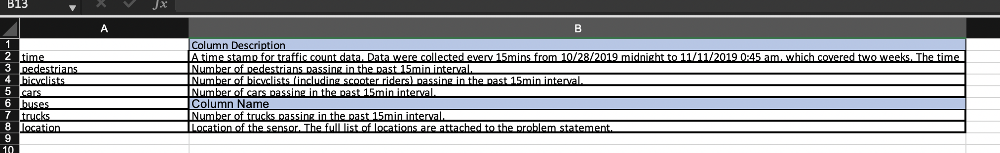 B13 fx
A B
1 Column Description
2 time A time stamp for traffic count data. Data were collected every 15mins from 10/28/2019 midnight to 11/11/2019 0:45 am, which covered two weeks. The time
3 pedestrians Number of pedestrians passing in the past 15min interval.
4 bicyclists Number of bicyclists (including scooter riders) passing in the past 15min interval.
5 cars Number of cars passing in the past 15min interval.
6 buses Column Name
7 trucks Number of trucks passing in the past 15min interval.
8 location Location of the sensor. The full list of locations are attached to the problem statement.
9
10